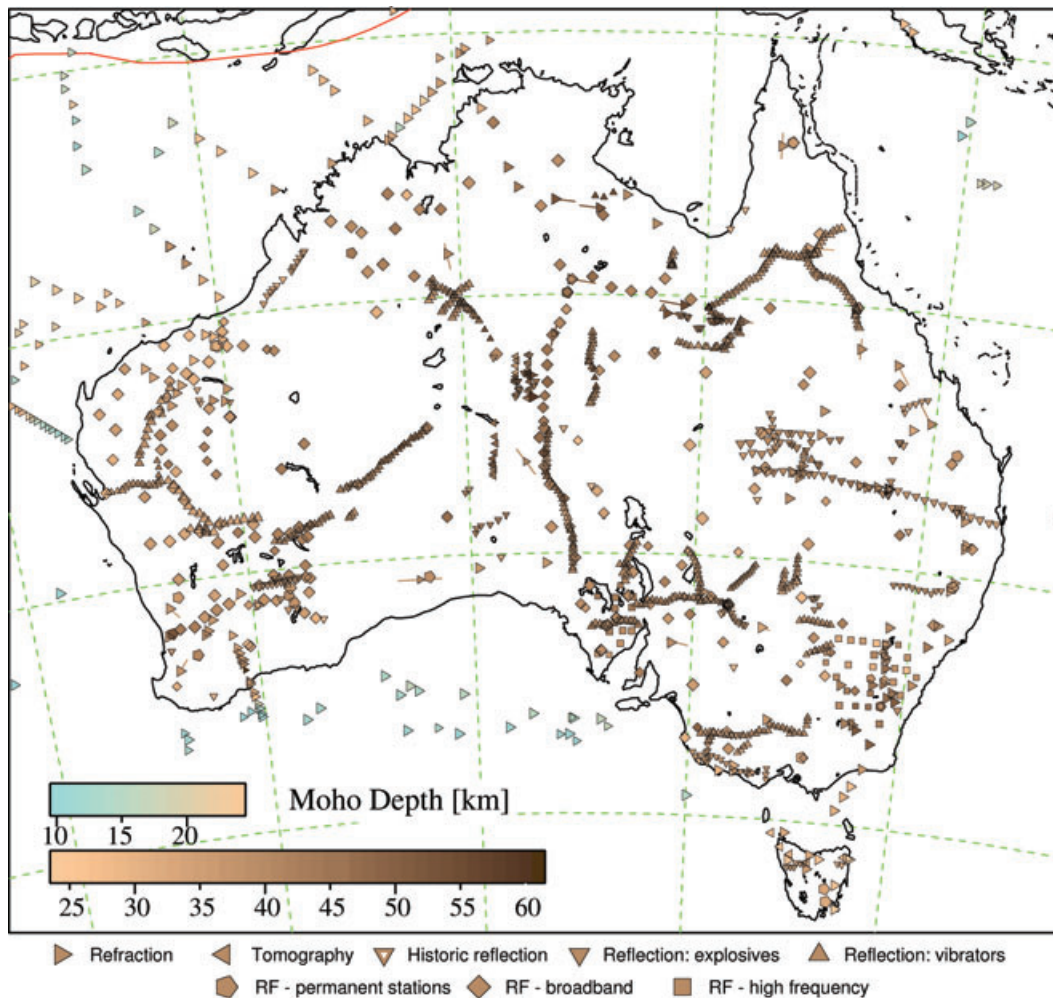 Moho Depth [km]
10 15 20
25 30 35 40 45 50 55 60
Refraction Tomography Historic reflection Reflection: explosives Reflection: vibrators
RF - permanent stations RF - broadband RF - high frequency